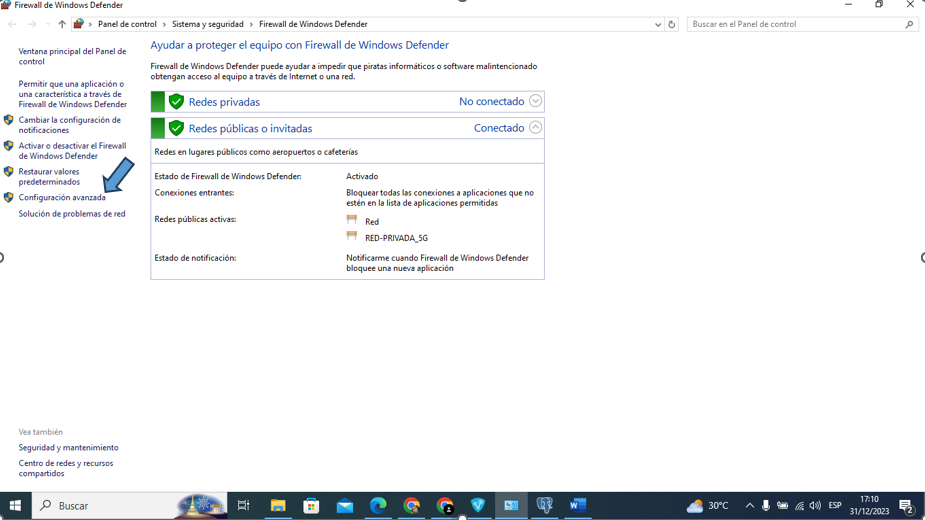 Firewall de Windows Defender
Panel de control > Sistema y seguridad > Firewall de Windows Defender
Buscar en el Panel de control
Ventana principal del Panel de
control
Permitir que una aplicación o
una característica a través de
Firewall de Windows Defender
Cambiar la configuración de
notificaciones
Activar o desactivar el Firewall
de Windows Defender
Restaurar valores
predeterminados
Configuración avanzada
Solución de problemas de red
Ayudar a proteger el equipo con Firewall de Windows Defender
Firewall de Windows Defender puede ayudar a impedir que piratas informáticos o software malintencionado
obtengan acceso al equipo a través de Internet o una red.
Redes privadas No conectado
Redes públicas o invitadas Conectado
Redes en lugares públicos como aeropuertos o cafeterías
Estado de Firewall de Windows Defender: Activado
Conexiones entrantes: Bloquear todas las conexiones a aplicaciones que no
estén en la lista de aplicaciones permitidas
Redes públicas activas: Red
RED-PRIVADA_5G
Estado de notificación: Notificarme cuando Firewall de Windows Defender
bloquee una nueva aplicación
Vea también
Seguridad y mantenimiento
Centro de redes y recursos
compartidos
Buscar
30°C
ESP
17:10
31/12/2023
2